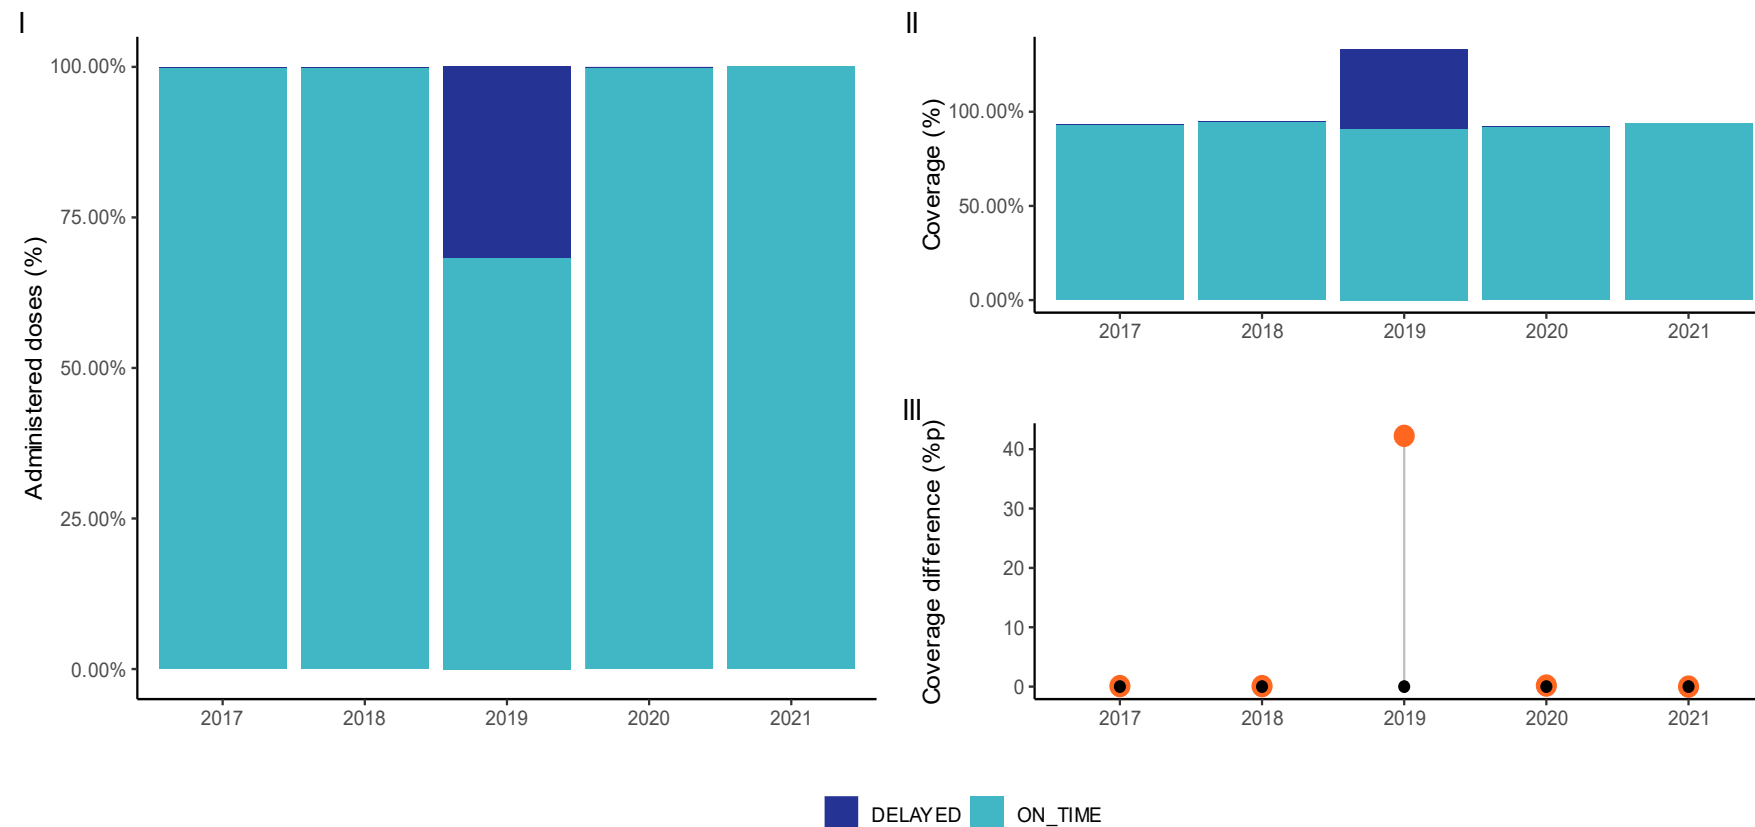 I
Administered doses (%)
100.00%
75.00%
50.00%
25.00%
0.00%
2017 2018 2019 2020 2021
II
Coverage (%)
100.00%
50.00%
0.00%
2017 2018 2019 2020 2021
III
Coverage difference (%p)
40
30
20
10
0
2017 2018 2019 2020 2021
DELAYED ON_TIME